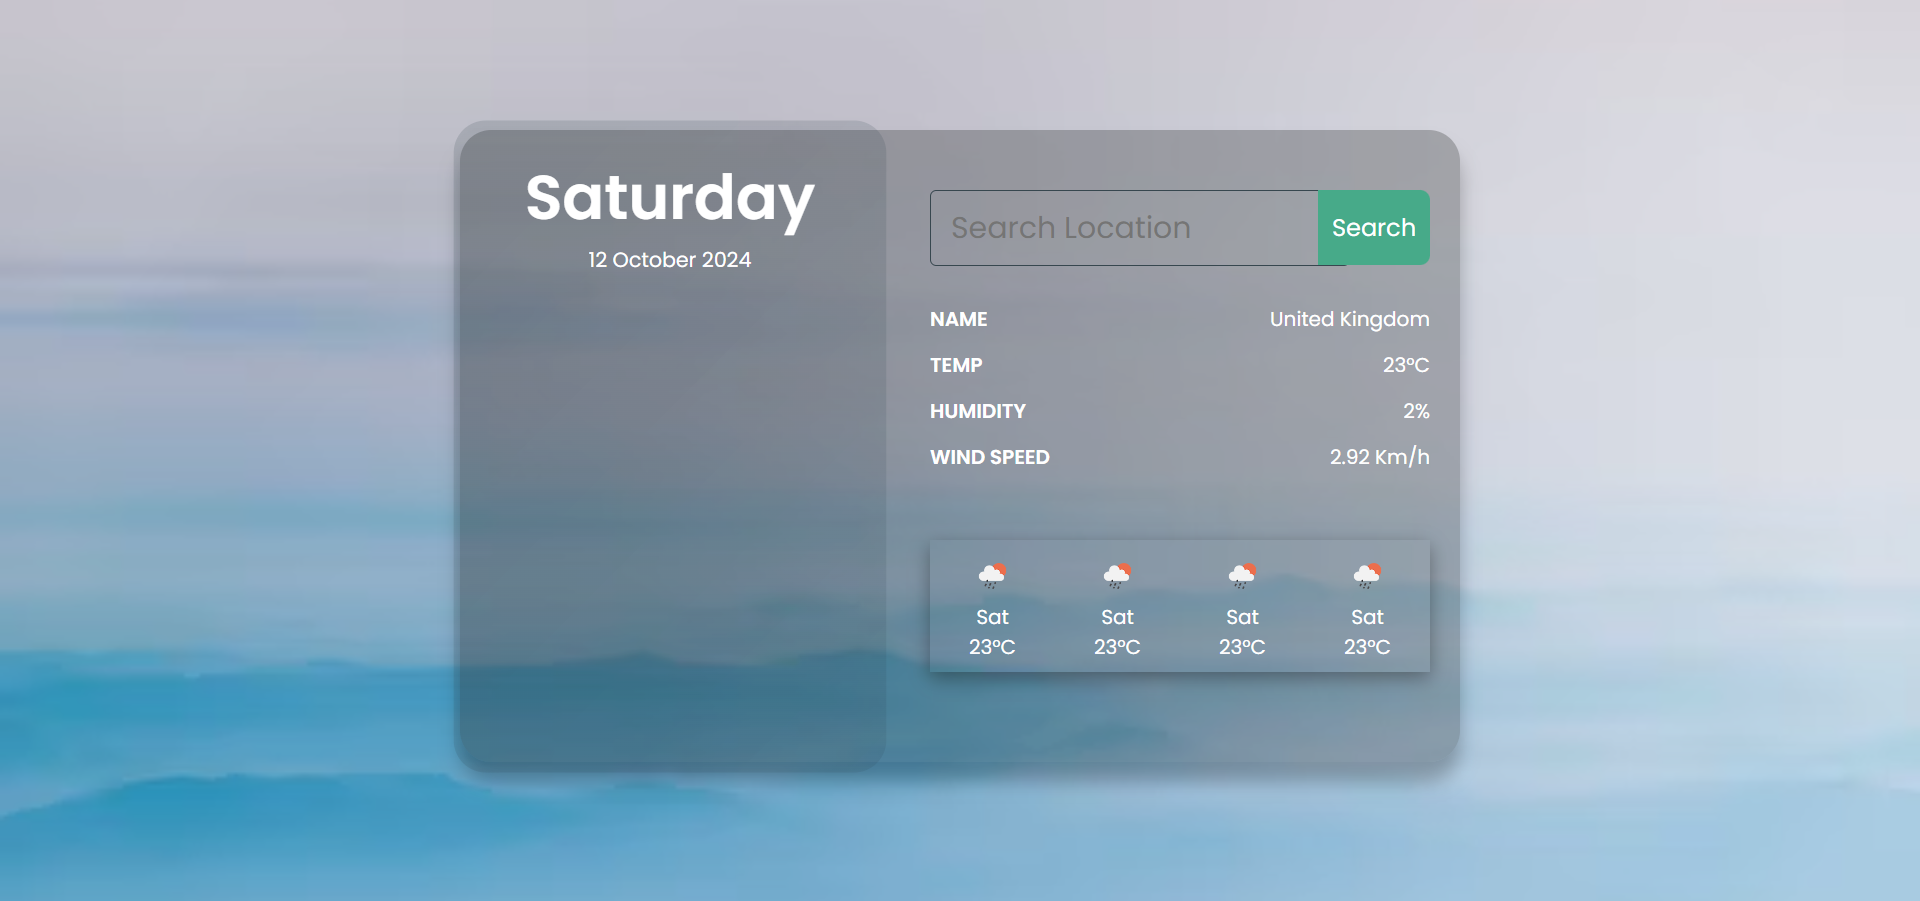 Saturday
12 October 2024
Search Location
Search
NAME United Kingdom
TEMP 23°C
HUMIDITY 2%
WIND SPEED 2.92 Km/h
Sat Sat Sat Sat
23°C 23°C 23°C 23°C